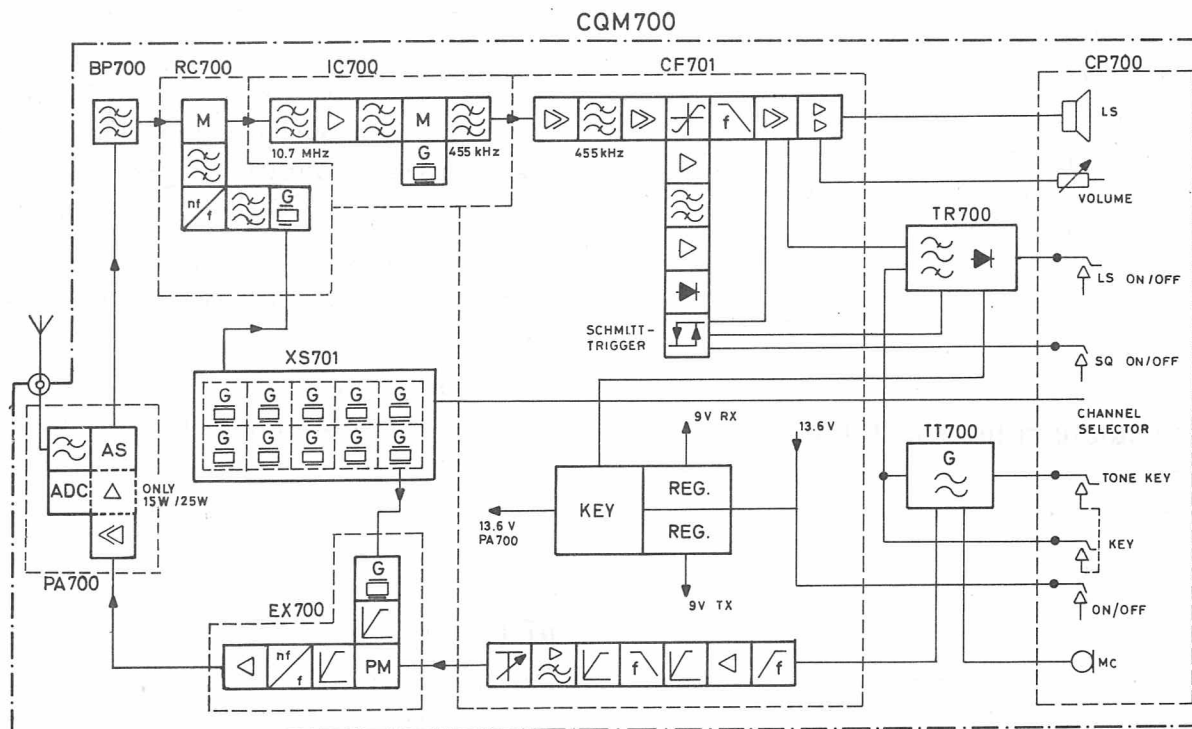 CQM700
BP700
RC700
IC700
CF701
CP700
M
M
f
LS
10.7 MHz
G
455 kHz
455 kHz
VOLUME
nf
f
G
TR700
LS ON/OFF
SCHMITT-
TRIGGER
SQ ON/OFF
XS701
G G G G G
G G G G G
CHANNEL
SELECTOR
9V RX
13.6 V
TT700
G
AS
ADC
ONLY
15W/25W
KEY
REG.
REG.
TONE KEY
13.6 V
PA700
KEY
PA700
9V TX
ON/OFF
EX700
G
nf
f
PM
f
f
MC